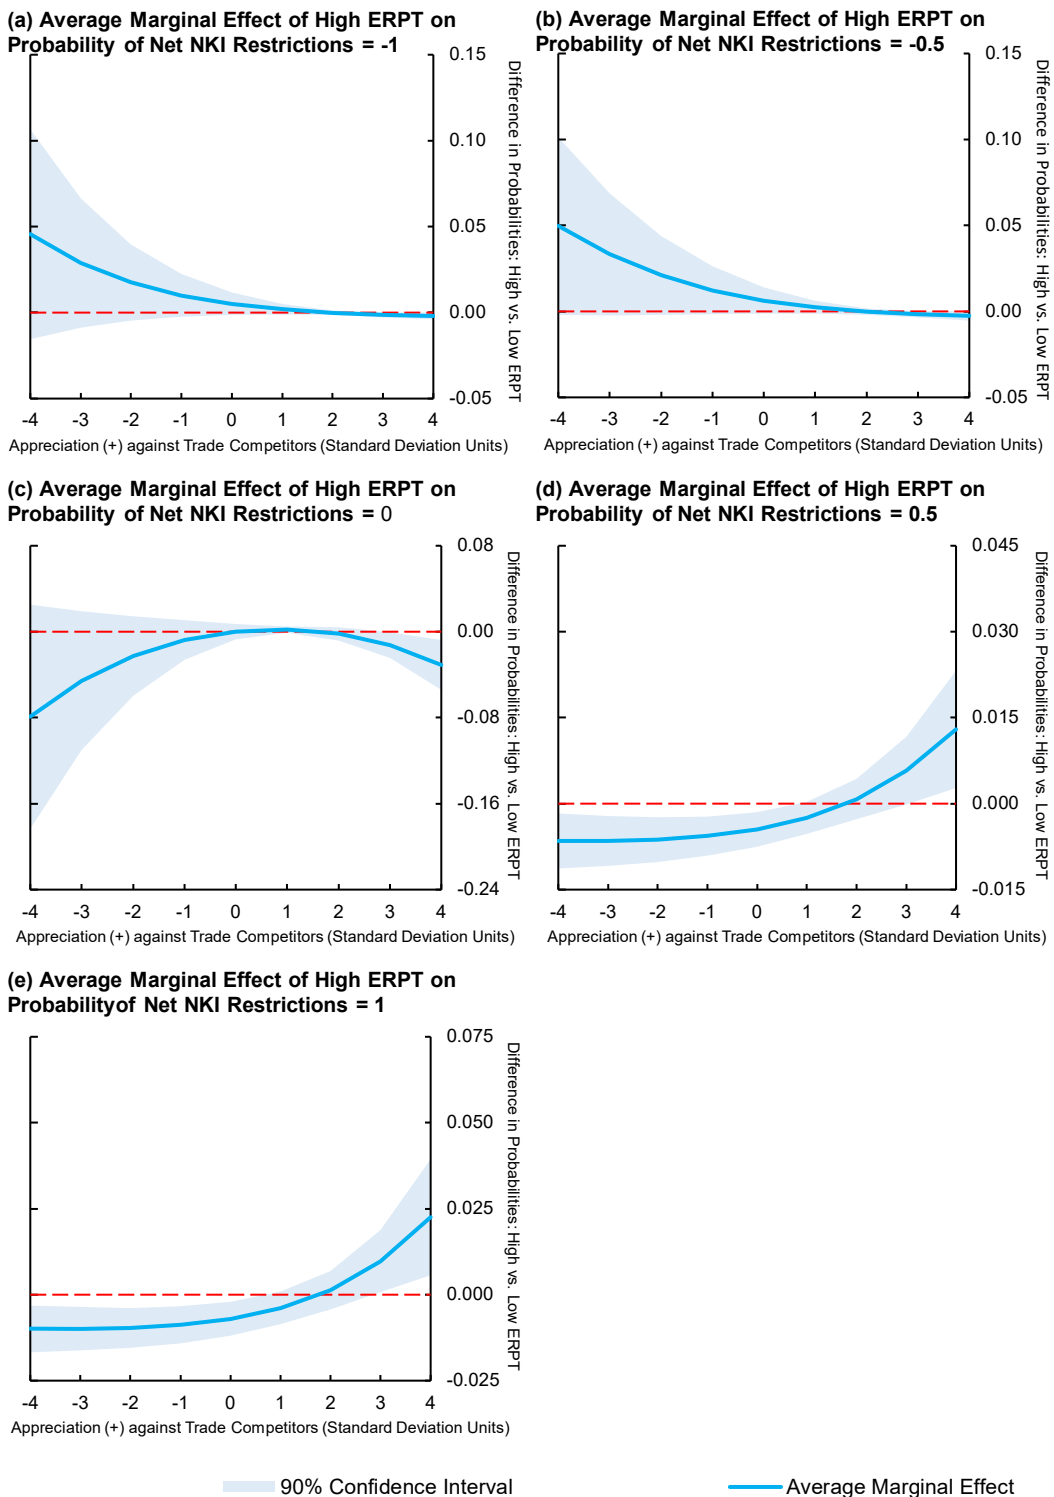 (a) Average Marginal Effect of High ERPT on
Probability of Net NKI Restrictions = -1
0.15
0.10
0.05
0.00
-0.05
Difference in Probabilities: High vs. Low ERPT
-4 -3 -2 -1 0 1 2 3 4
Appreciation (+) against Trade Competitors (Standard Deviation Units)
(b) Average Marginal Effect of High ERPT on
Probability of Net NKI Restrictions = -0.5
0.15
0.10
0.05
0.00
-0.05
Difference in Probabilities: High vs. Low ERPT
-4 -3 -2 -1 0 1 2 3 4
Appreciation (+) against Trade Competitors (Standard Deviation Units)
(c) Average Marginal Effect of High ERPT on
Probability of Net NKI Restrictions = 0
0.08
0.00
-0.08
-0.16
-0.24
Difference in Probabilities: High vs. Low ERPT
-4 -3 -2 -1 0 1 2 3 4
Appreciation (+) against Trade Competitors (Standard Deviation Units)
(d) Average Marginal Effect of High ERPT on
Probability of Net NKI Restrictions = 0.5
0.045
0.030
0.015
0.000
-0.015
Difference in Probabilities: High vs. Low ERPT
-4 -3 -2 -1 0 1 2 3 4
Appreciation (+) against Trade Competitors (Standard Deviation Units)
(e) Average Marginal Effect of High ERPT on
Probabilityof Net NKI Restrictions = 1
0.075
0.050
0.025
0.000
-0.025
Difference in Probabilities: High vs. Low ERPT
-4 -3 -2 -1 0 1 2 3 4
Appreciation (+) against Trade Competitors (Standard Deviation Units)
90% Confidence Interval
Average Marginal Effect